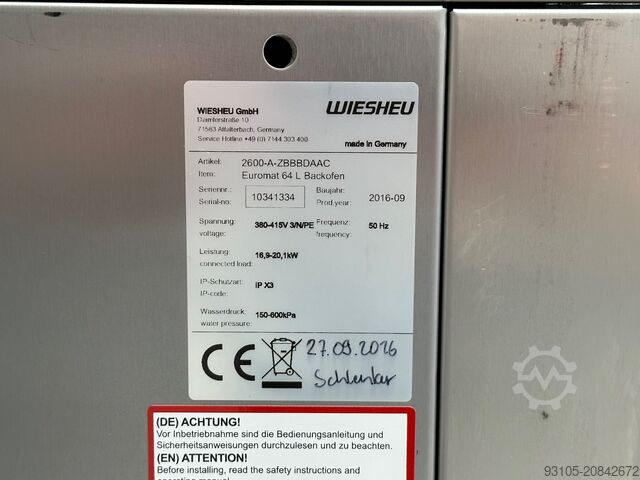 WIESHEU GmbH
Daimlerstraße 10
71563 Affalterbach, Germany
Service Hotline +49 (0) 7144 303 400
WIESHEU
made in Germany
Artikel: 2600-A-ZBBBDAAC
Item: Euromat 64 L Backofen
Seriennr.: Baujahr:
Serial-no: 10341334 Prod.year: 2016-09
Spannung: 380-415V 3/N/PE Frequenz: 50 Hz
voltage: frequency:
Leistung: 16,9-20,1kW
connected load:
IP-Schutzart: IP X3
IP-code:
Wasserdruck: 150-600kPa
water pressure:
CE
27.09.2016
(DE) ACHTUNG!
Vor Inbetriebnahme sind die Bedienungsanleitung und
Sicherheitsanweisungen durchzulesen und zu beachten.
(EN) ATTENTION!
Before installing, read the safety instructions and
operating manual
93105-20842672